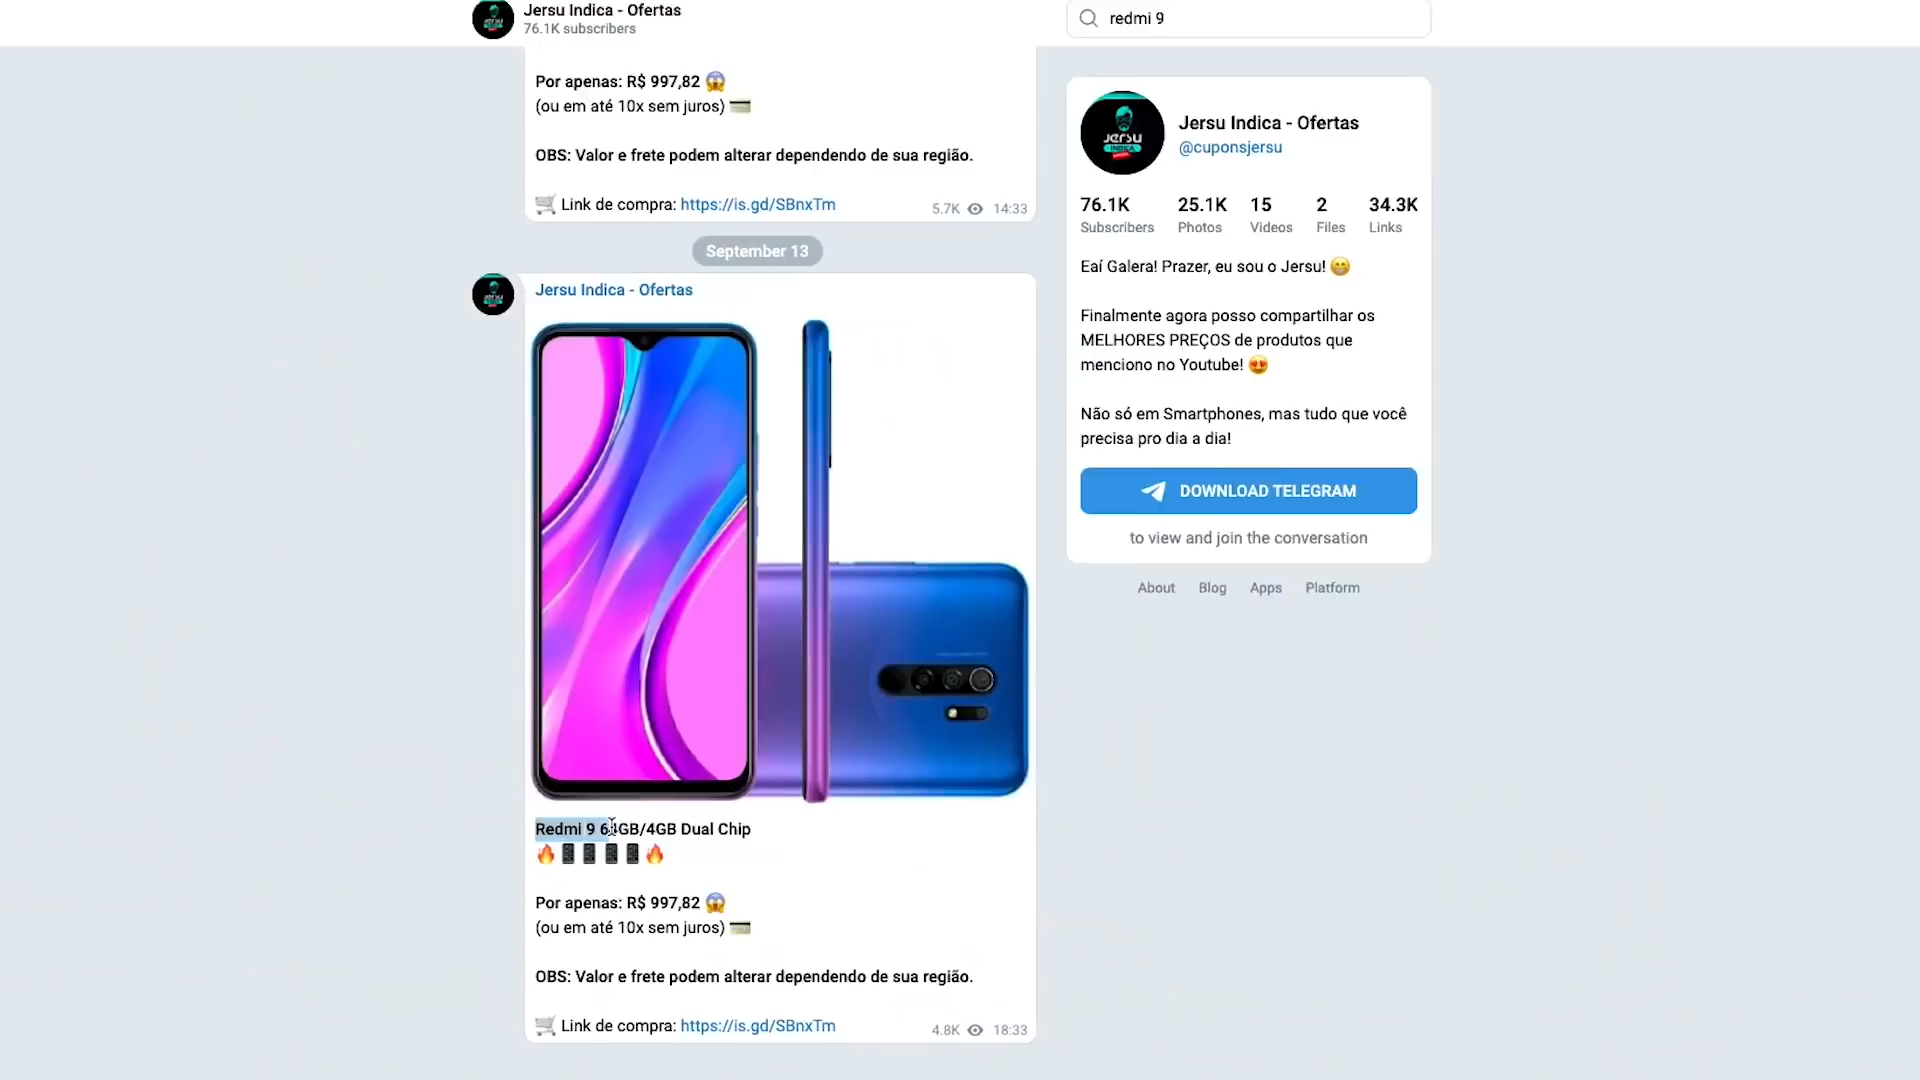 Jersu Indica - Ofertas
76.1K subscribers
redmi 9
Por apenas: R$ 997,82 😱
(ou em até 10x sem juros) 💳
OBS: Valor e frete podem alterar dependendo de sua região.
🛒 Link de compra: https://is.gd/SBnxTm
5.7K 14:33
September 13
Jersu Indica - Ofertas
Redmi 9 64GB/4GB Dual Chip
🔥📱📱📱📱🔥
Por apenas: R$ 997,82 😱
(ou em até 10x sem juros) 💳
OBS: Valor e frete podem alterar dependendo de sua região.
🛒 Link de compra: https://is.gd/SBnxTm
4.8K 18:33
JERSU
INDICA
Jersu Indica - Ofertas
@cuponsjersu
76.1K 25.1K 15 2 34.3K
Subscribers Photos Videos Files Links
Eaí Galera! Prazer, eu sou o Jersu! 😁
Finalmente agora posso compartilhar os
MELHORES PREÇOS de produtos que
menciono no Youtube! 😍
Não só em Smartphones, mas tudo que você
precisa pro dia a dia!
DOWNLOAD TELEGRAM
to view and join the conversation
About Blog Apps Platform